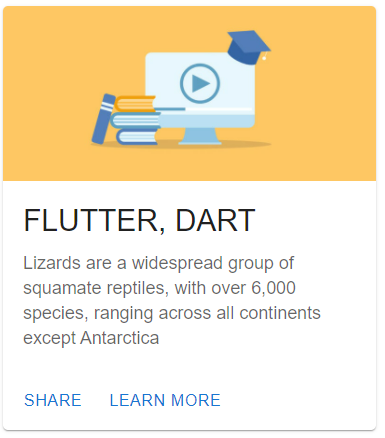 FLUTTER, DART
Lizards are a widespread group of
squamate reptiles, with over 6,000
species, ranging across all continents
except Antarctica
SHARE LEARN MORE